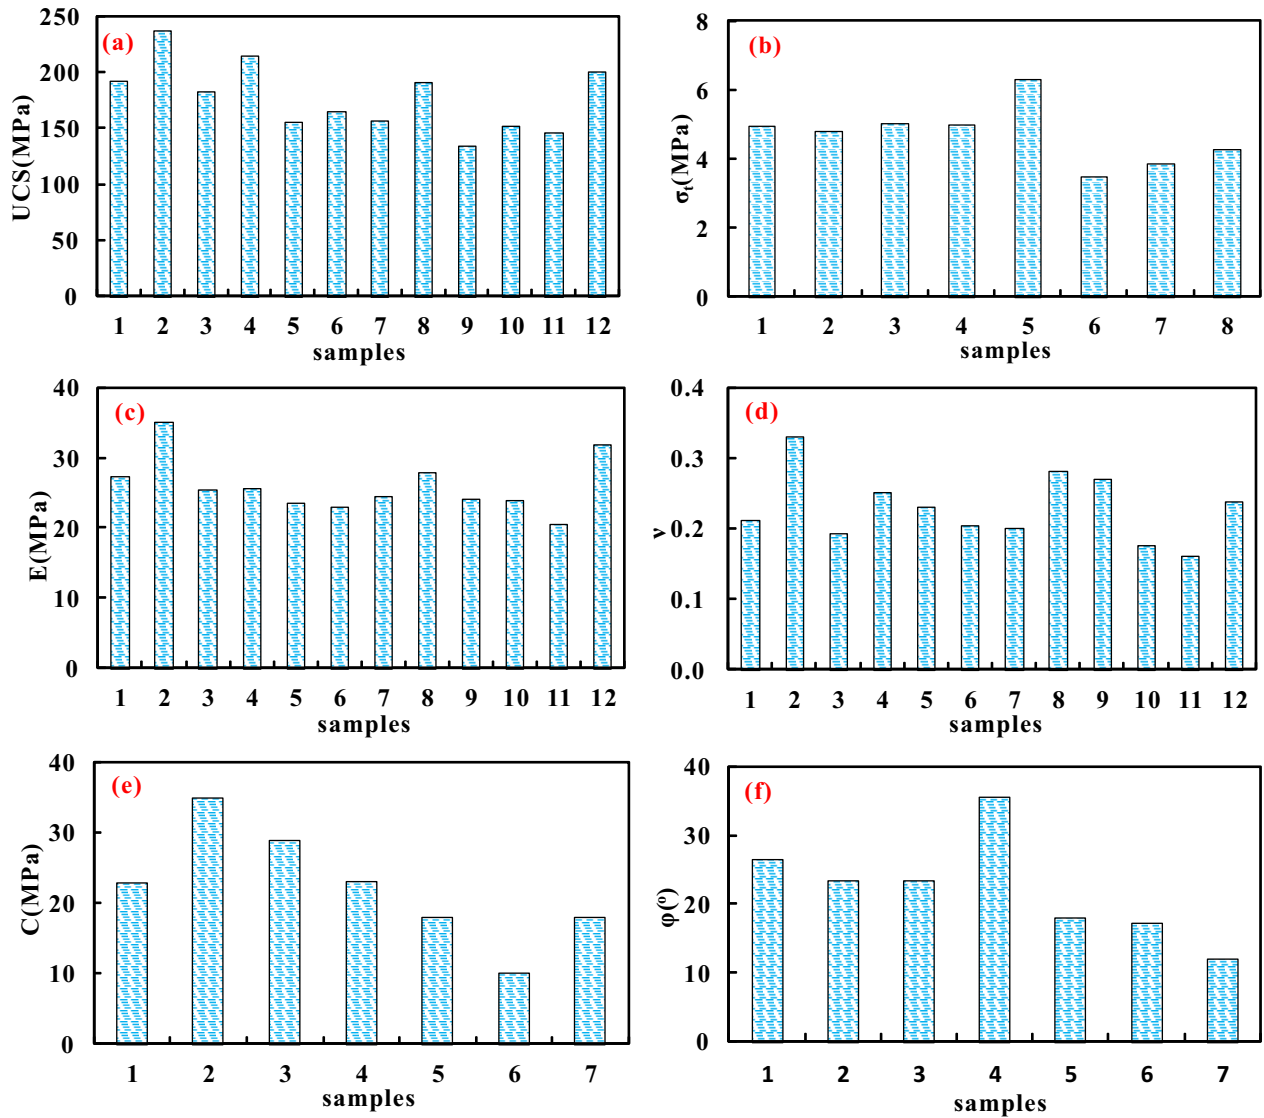 (a)
UCS(MPa)
250
200
150
100
50
0
1 2 3 4 5 6 7 8 9 10 11 12
samples
(b)
σt(MPa)
8
6
4
2
0
1 2 3 4 5 6 7 8
samples
(c)
E(MPa)
40
30
20
10
0
1 2 3 4 5 6 7 8 9 10 11 12
samples
(d)
ν
0.4
0.3
0.2
0.1
0.0
1 2 3 4 5 6 7 8 9 10 11 12
samples
(e)
C(MPa)
40
30
20
10
0
1 2 3 4 5 6 7
samples
(f)
φ(º)
40
30
20
10
0
1 2 3 4 5 6 7
samples